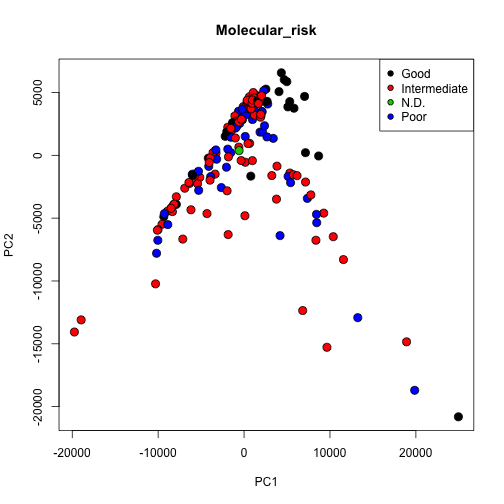 Molecular_risk
Good
Intermediate
N.D.
Poor
5000
0
-5000
-10000
-15000
-20000
PC2
-20000
-10000
0
10000
20000
PC1